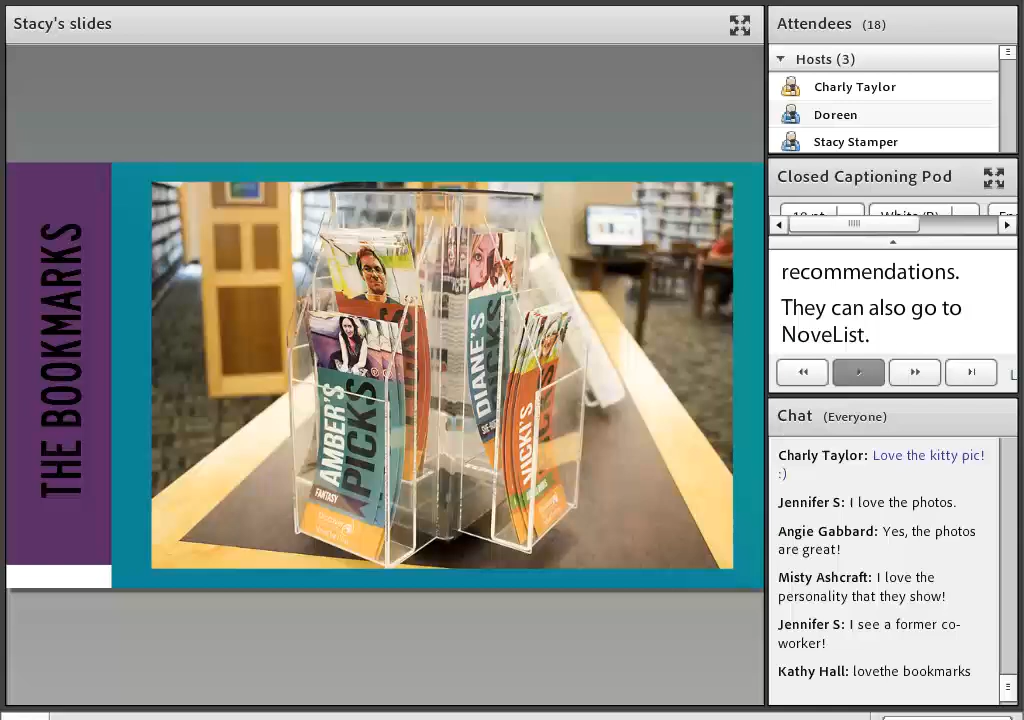 Stacy's slides
THE BOOKMARKS
AMBER'S
PICKS
FANTASY
DIANE'S
VICKI'S
Attendees (18)
Hosts (3)
Charly Taylor
Doreen
Stacy Stamper
Closed Captioning Pod
recommendations.
They can also go to
NoveList.
Chat (Everyone)
Charly Taylor: Love the kitty pic!
:)
Jennifer S: I love the photos.
Angie Gabbard: Yes, the photos
are great!
Misty Ashcraft: I love the
personality that they show!
Jennifer S: I see a former co-
worker!
Kathy Hall: lovethe bookmarks